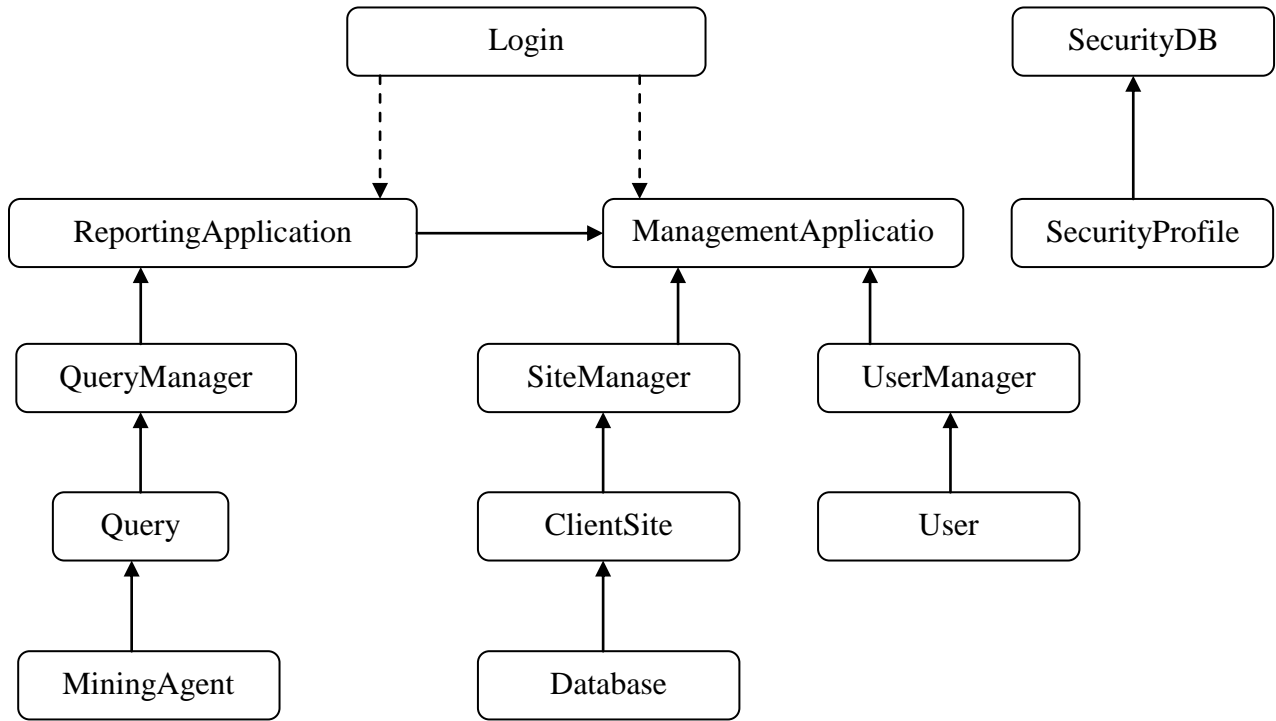 Login
SecurityDB
ReportingApplication
ManagementApplicatio
SecurityProfile
QueryManager
SiteManager
UserManager
Query
ClientSite
User
MiningAgent
Database